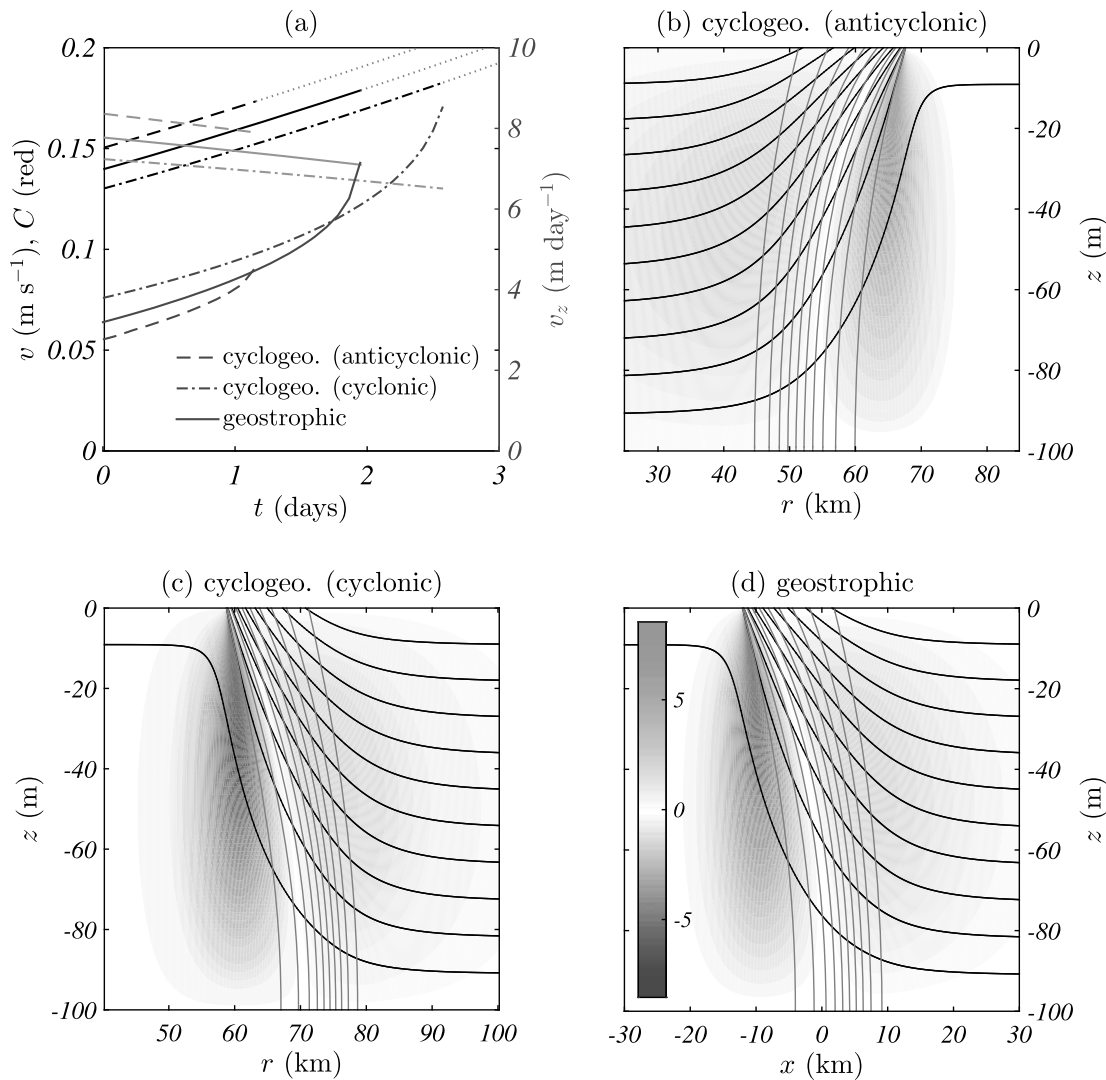 (a)
0.2
0.15
0.1
0.05
0
10
8
6
4
2
0
v (m s−1), C (red)
vz (m day−1)
cyclogeo. (anticyclonic)
cyclogeo. (cyclonic)
geostrophic
0 1 2 3
t (days)
(b) cyclogeo. (anticyclonic)
0
-20
-40
-60
-80
-100
z (m)
30 40 50 60 70 80
r (km)
(c) cyclogeo. (cyclonic)
0
-20
-40
-60
-80
-100
z (m)
50 60 70 80 90 100
r (km)
(d) geostrophic
5
0
-5
0
-20
-40
-60
-80
-100
z (m)
-30 -20 -10 0 10 20 30
x (km)